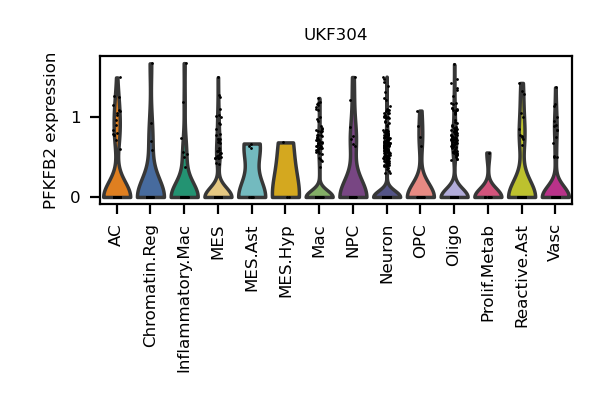 UKF304
PFKFB2 expression
1
0
AC
Chromatin.Reg
Inflammatory.Mac
MES
MES.Ast
MES.Hyp
Mac
NPC
Neuron
OPC
Oligo
Prolif.Metab
Reactive.Ast
Vasc